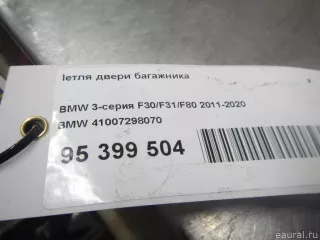 Петля двери багажника
BMW 3-серия F30/F31/F80 2011-2020
BMW 41007298070
95 399 504
© eaural.ru